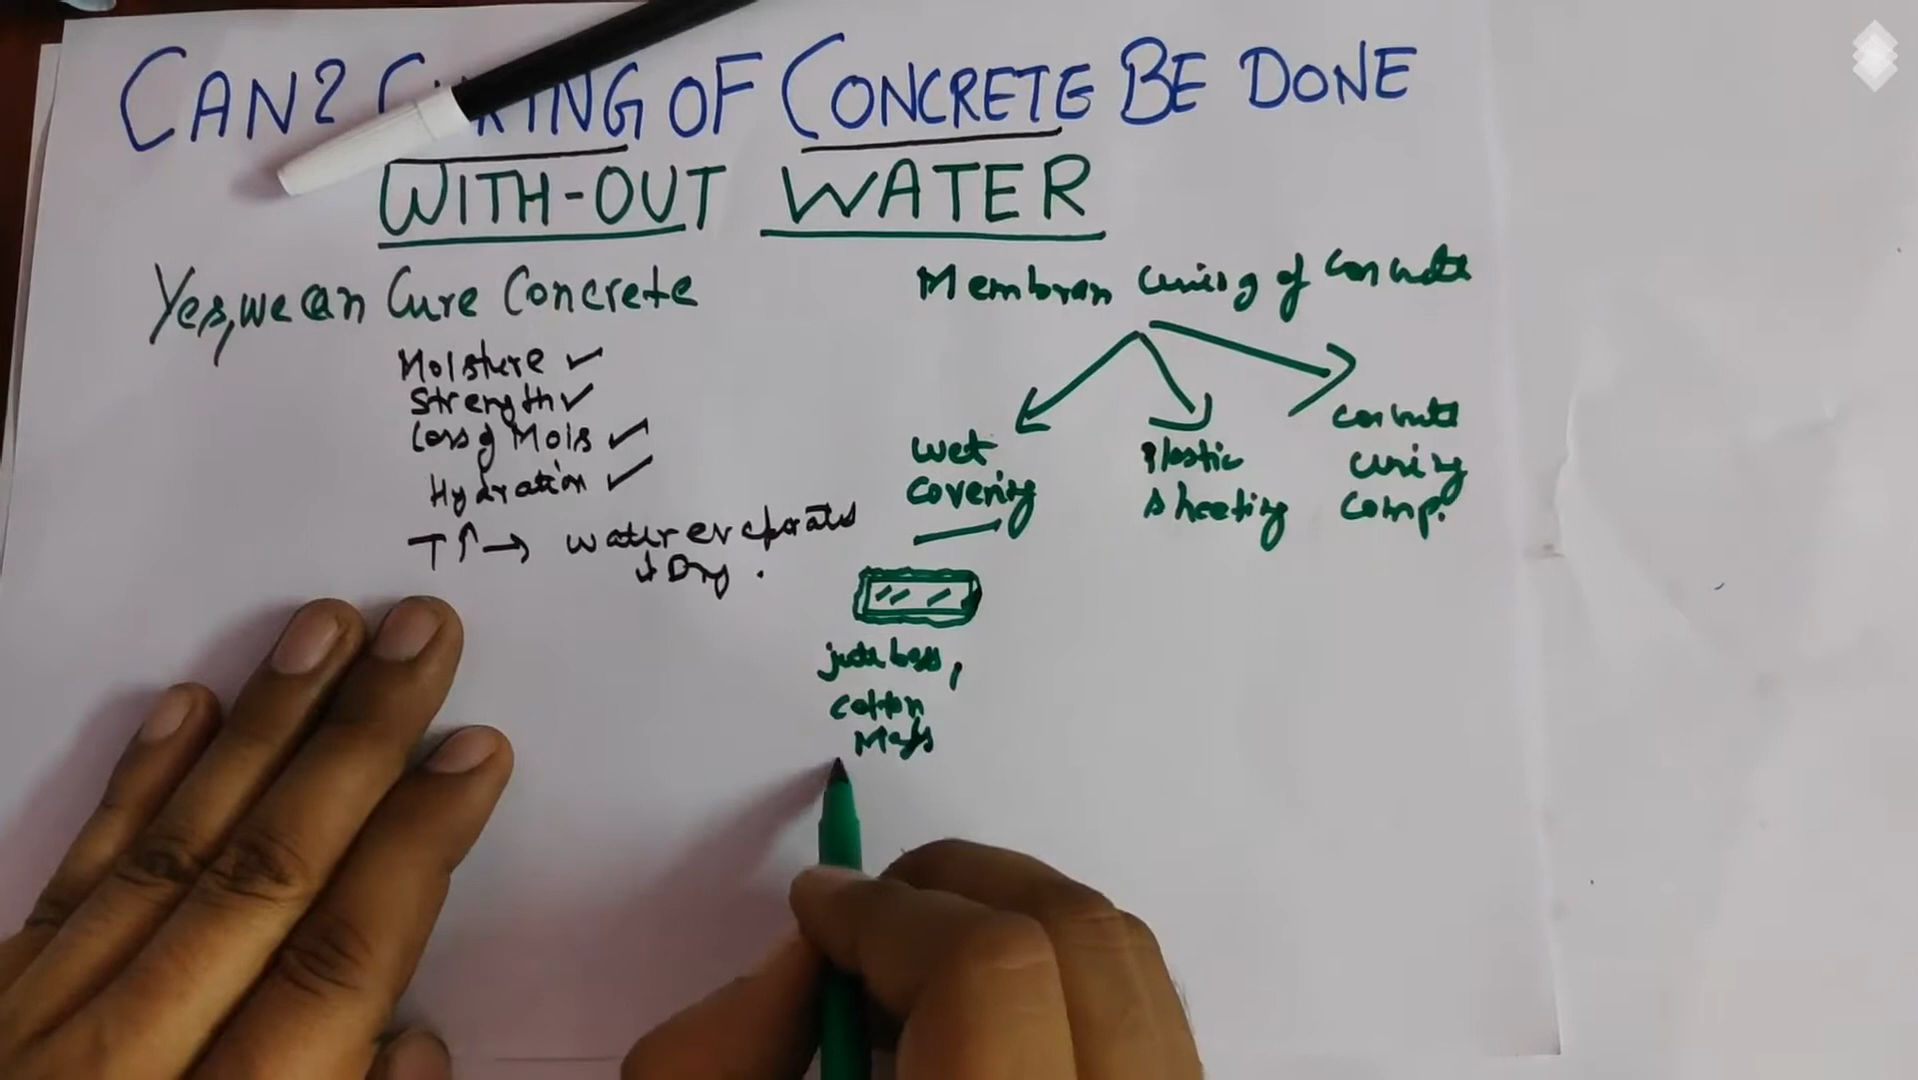 CAN? CURING OF CONCRETE BE DONE
WITH-OUT WATER
Yes, we can Cure Concrete
Moisture ✓
Strength ✓
Loss of Mois ✓
Hydration ✓
T↑ → water evaporates
↓ Dry.
Membran curing of concrete
wet
covering
Plastic
sheeting
concrete
curing
comp.
jute bags,
cotton
Mats